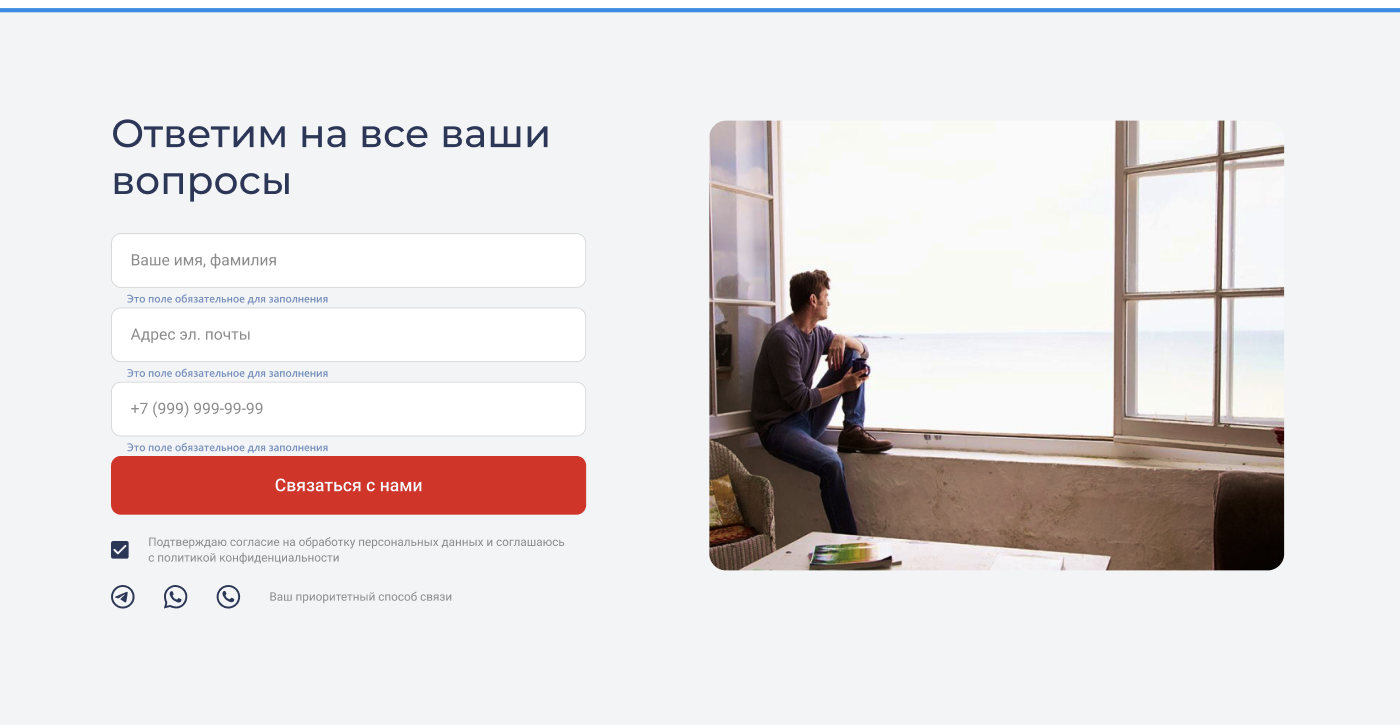 Ответим на все ваши
вопросы
Ваше имя, фамилия
Это поле обязательное для заполнения
Адрес эл. почты
Это поле обязательное для заполнения
+7 (999) 999-99-99
Это поле обязательное для заполнения
Связаться с нами
Подтверждаю согласие на обработку персональных данных и соглашаюсь
с политикой конфиденциальности
Ваш приоритетный способ связи